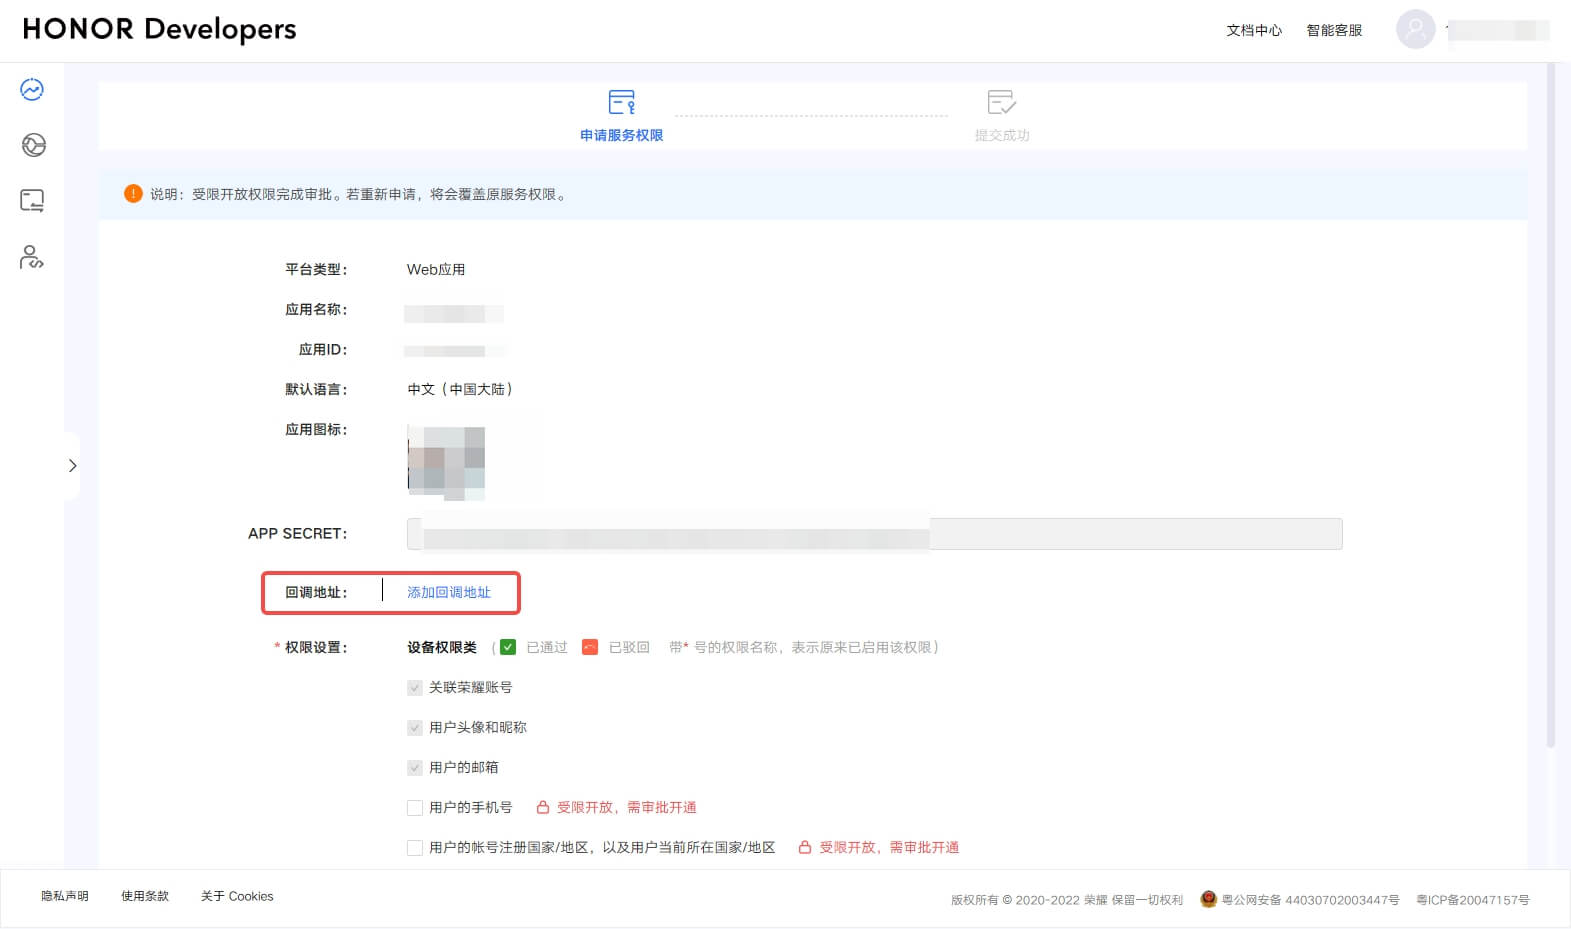 HONOR Developers
文档中心 智能客服
申请服务权限 提交成功
说明：受限开放权限完成审批。若重新申请，将会覆盖原服务权限。
平台类型： Web应用
应用名称：
应用ID：
默认语言： 中文（中国大陆）
应用图标：
APP SECRET：
回调地址： 添加回调地址
* 权限设置： 设备权限类 （ 已通过 已驳回 带* 号的权限名称，表示原来已启用该权限）
关联荣耀账号
用户头像和昵称
用户的邮箱
用户的手机号 受限开放，需审批开通
用户的帐号注册国家/地区，以及用户当前所在国家/地区 受限开放，需审批开通
隐私声明 使用条款 关于 Cookies
版权所有 © 2020-2022 荣耀 保留一切权利 粤公网安备 44030702003447号 粤ICP备20047157号